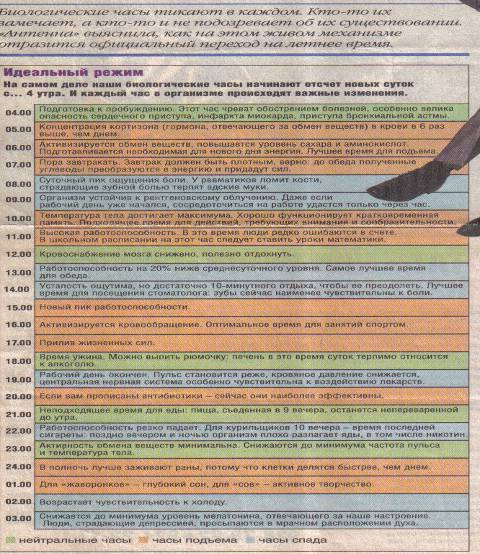 Биологические часы тикают в каждом. Кто-то их
замечает, а кто-то и не подозревает об их существовании.
«Антенна» выяснила, как на этом живом механизме
отразится официальный переход на летнее время.
Идеальный режим
На самом деле наши биологические часы начинают отсчет новых суток
с... 4 утра. И каждый час в организме происходят важные изменения.
04.00 Подготовка к пробуждению. Этот час чреват обострением болезней, особенно велика
опасность сердечного приступа, инфаркта миокарда, приступа бронхиальной астмы.
05.00 Концентрация кортизона (гормона, отвечающего за обмен веществ) в крови в 6 раз
выше, чем днем.
06.00 Активизируется обмен веществ, повышается уровень сахара и аминокислот.
Подготавливается необходимая для нового дня энергия. Лучшее время для подъема.
07.00 Пора завтракать. Завтрак должен быть плотным, верно: до обеда полученные
углеводы преобразуются в энергию и придадут сил.
08.00 Суточный пик ощущения боли. У ревматиков ломит кости,
страдающие зубной болью терпят адские муки.
09.00 Организм устойчив к рентгеновскому облучению. Даже если
рабочий день уже начался, сосредоточиться на работе удастся только через час.
10.00 Температура тела достигает максимума. Хорошо функционирует кратковременная
память. Подходящее время для действий, требующих внимания и сообразительности.
11.00 Высокая работоспособность. В это время люди редко ошибаются в счете.
В школьном расписании на этот час следует ставить уроки математики.
12.00 Кровоснабжение мозга снижено, полезно отдохнуть.
13.00 Работоспособность на 20% ниже среднесуточного уровня. Самое лучшее время
для обеда.
14.00 Усталость ощутима, но достаточно 10-минутного отдыха, чтобы ее преодолеть. Лучшее
время для посещения стоматолога: зубы сейчас наименее чувствительны к боли.
15.00 Новый пик работоспособности.
16.00 Активизируется кровообращение. Оптимальное время для занятий спортом.
17.00 Прилив жизненных сил.
18.00 Время ужина. Можно выпить рюмочку: печень в это время суток терпимо относится
к алкоголю.
19.00 Рабочий день окончен. Пульс становится реже, кровяное давление снижается,
центральная нервная система особенно чувствительна к воздействию лекарств.
20.00 Если вам прописаны антибиотики – сейчас они наиболее эффективны.
21.00 Неподходящее время для еды: пища, съеденная в 9 вечера, останется непереваренной
до утра.
22.00 Работоспособность резко падает. Для курильщиков 10 вечера – время последней
сигареты: поздно вечером и ночью организм плохо разлагает яды, в том числе никотин.
23.00 Активность обмена веществ минимальна. Снижаются до минимума частота пульса
и температура тела.
24.00 В полночь лучше заживают раны, потому что клетки делятся быстрее, чем днем.
01.00 Для «жаворонков» – глубокий сон, для «сов» – активное творчество.
02.00 Возрастает чувствительность к холоду.
03.00 Снижается до минимума уровень мелатонина, отвечающего за наше настроение.
Люди, страдающие депрессией, просыпаются в мрачном расположении духа.
нейтральные часы часы подъема часы спада